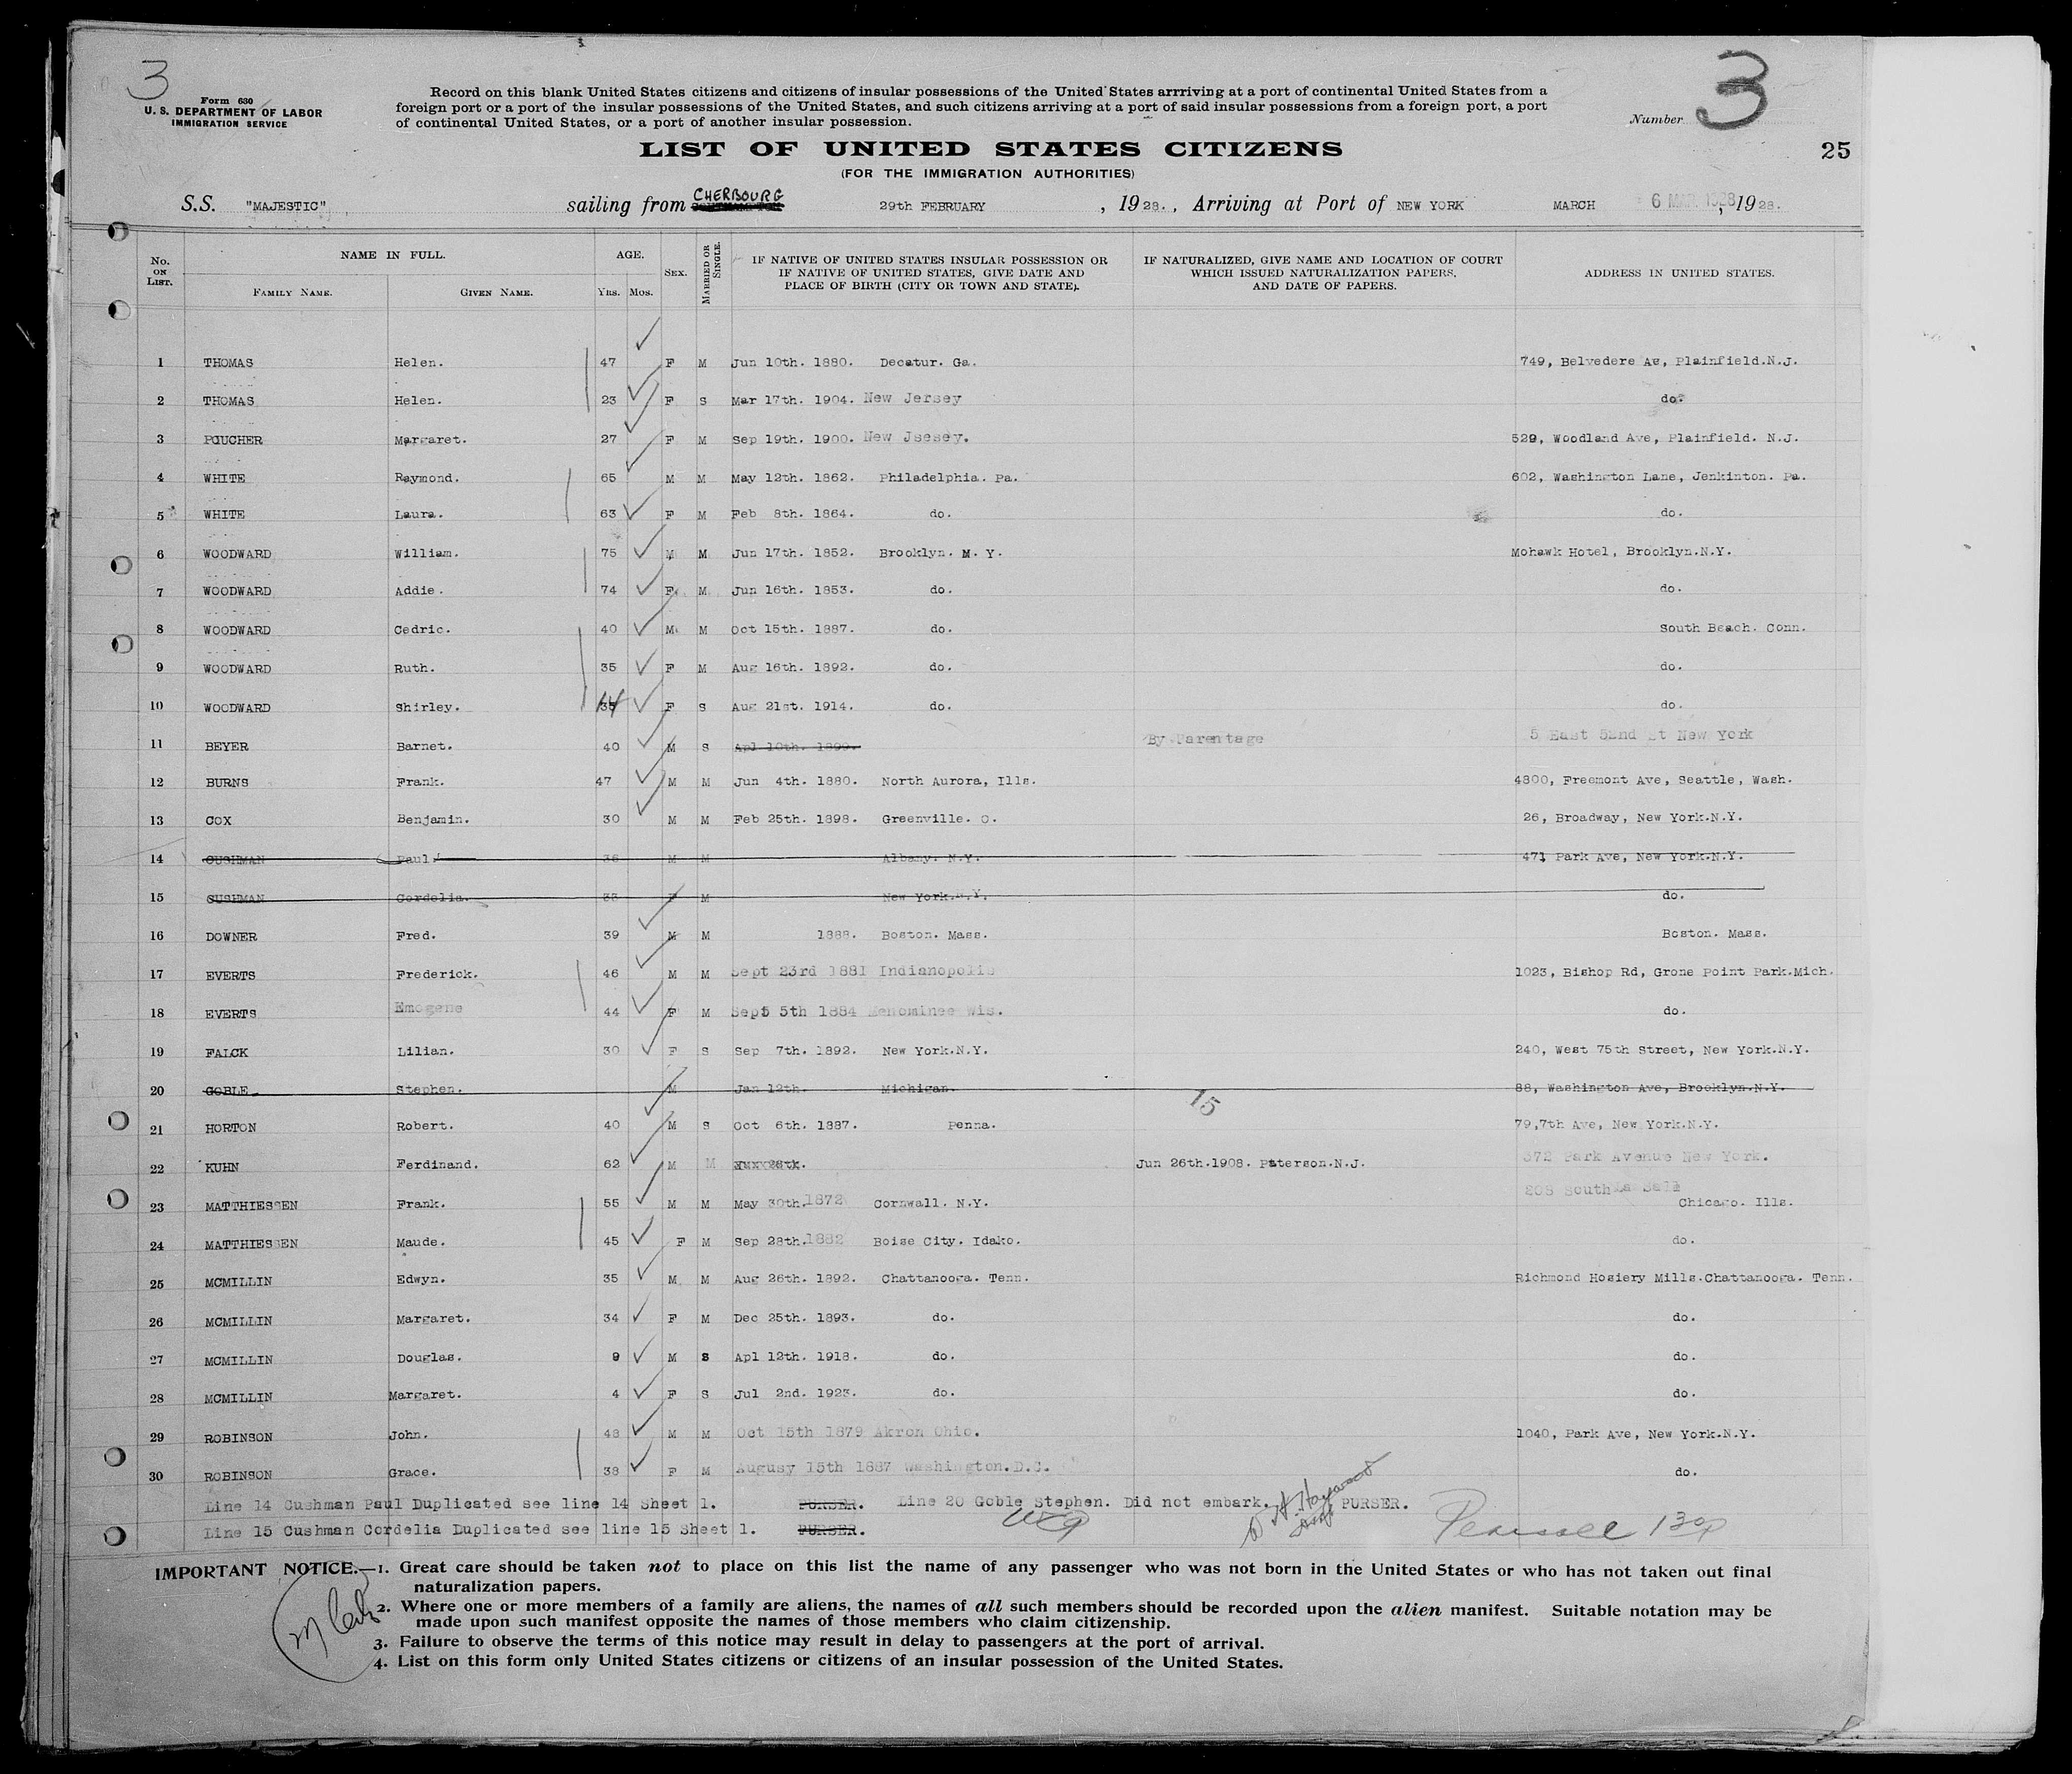 3
Form 630
U. S. DEPARTMENT OF LABOR
IMMIGRATION SERVICE
Record on this blank United States citizens and citizens of insular possessions of the United States arrriving at a port of continental United States from a
foreign port or a port of the insular possessions of the United States, and such citizens arriving at a port of said insular possessions from a foreign port, a port
of continental United States, or a port of another insular possession.
Number 3
LIST OF UNITED STATES CITIZENS
25
(FOR THE IMMIGRATION AUTHORITIES)
S.S. "MAJESTIC" sailing from CHERBOURG 29th FEBRUARY , 1928. , Arriving at Port of NEW YORK MARCH 6 MAR 1928 , 1928.
No. ON LIST. NAME IN FULL. FAMILY NAME. GIVEN NAME. AGE. YRS. MOS. SEX. MARRIED OR SINGLE. IF NATIVE OF UNITED STATES INSULAR POSSESSION OR IF NATIVE OF UNITED STATES, GIVE DATE AND PLACE OF BIRTH (CITY OR TOWN AND STATE). IF NATURALIZED, GIVE NAME AND LOCATION OF COURT WHICH ISSUED NATURALIZATION PAPERS, AND DATE OF PAPERS. ADDRESS IN UNITED STATES.
1 THOMAS Helen. 47 F M Jun 10th. 1880. Decatur. Ga. 749, Belvedere Av, Plainfield.N.J.
2 THOMAS Helen. 23 F S Mar 17th. 1904. New Jersey do.
3 POUCHER Margaret. 27 F M Sep 19th. 1900. New Jsesey. 529, Woodland Ave, Plainfield. N.J.
4 WHITE Raymond. 65 M M May 12th. 1862. Philadelphia. Pa. 602, Washington Lane, Jenkinton. Pa.
5 WHITE Laura. 63 F M Feb 8th. 1864. do. do.
6 WOODWARD William. 75 M M Jun 17th. 1852. Brooklyn. N. Y. Mohawk Hotel, Brooklyn.N.Y.
7 WOODWARD Addie. 74 F M Jun 16th. 1853. do. do.
8 WOODWARD Cedric. 40 M M Oct 15th. 1887. do. South Beach. Conn.
9 WOODWARD Ruth. 35 F M Aug 16th. 1892. do. do.
10 WOODWARD Shirley. 14 F S Aug 21st. 1914. do. do.
11 BEYER Barnet. 40 M S Apl 10th. 1899. By Parentage 5 East 52nd St New York
12 BURNS Frank. 47 M M Jun 4th. 1880. North Aurora, Ills. 4800, Freemont Ave, Seattle, Wash.
13 COX Benjamin. 30 M M Feb 25th. 1898. Greenville. O. 26, Broadway, New York.N.Y.
14 CUSHMAN Paul 36 M M Albany. N.Y. 471 Park Ave, New York.N.Y.
15 CUSHMAN Cordelia. 33 F M New York.N.Y. do.
16 DOWNER Fred. 39 M M 1888. Boston. Mass. Boston. Mass.
17 EVERTS Frederick. 46 M M Sept 23rd 1881 Indianopolis 1023, Bishop Rd, Grone Point Park.Mich.
18 EVERTS Emogene 44 F M Sept 5th 1884 Menominee Wis. do.
19 FALCK Lilian. 30 F S Sep 7th. 1892. New York.N.Y. 240, West 75th Street, New York.N.Y.
20 GOBLE Stephen. M Jan 12th. Michigan. 88, Washington Ave, Brooklyn.N.Y.
15
21 HORTON Robert. 40 M S Oct 6th. 1887. Penna. 79,7th Ave, New York.N.Y.
22 KUHN Ferdinand. 62 M M Jun 26th.1908. Paterson.N.J. 372 Park Avenue New York.
23 MATTHIESSEN Frank. 55 M M May 30th.1872 Cornwall. N.Y. 208 South La Sall Chicago. Ills.
24 MATTHIESSEN Maude. 45 F M Sep 28th.1882 Boise City. Idako. do.
25 MCMILLIN Edwyn. 35 M M Aug 26th. 1892. Chattanooga. Tenn. Richmond Hosiery Mills.Chattanooga. Tenn.
26 MCMILLIN Margaret. 34 F M Dec 25th. 1893. do. do.
27 MCMILLIN Douglas. 9 M S Apl 12th. 1918. do. do.
28 MCMILLIN Margaret. 4 F S Jul 2nd. 1923. do. do.
29 ROBINSON John. 48 M M Oct 15th 1879 Akron Ohio. 1040, Park Ave, New York.N.Y.
30 ROBINSON Grace. 38 F M Augusy 15th 1887 Washington.D.C. do.
Line 14 Cushman Paul Duplicated see line 14 Sheet 1. PURSER. Line 20 Goble Stephen. Did not embark. PURSER.
Line 15 Cushman Cordelia Duplicated see line 15 Sheet 1. PURSER.
IMPORTANT NOTICE.—1. Great care should be taken not to place on this list the name of any passenger who was not born in the United States or who has not taken out final
naturalization papers.
2. Where one or more members of a family are aliens, the names of all such members should be recorded upon the alien manifest. Suitable notation may be
made upon such manifest opposite the names of those members who claim citizenship.
3. Failure to observe the terms of this notice may result in delay to passengers at the port of arrival.
4. List on this form only United States citizens or citizens of an insular possession of the United States.